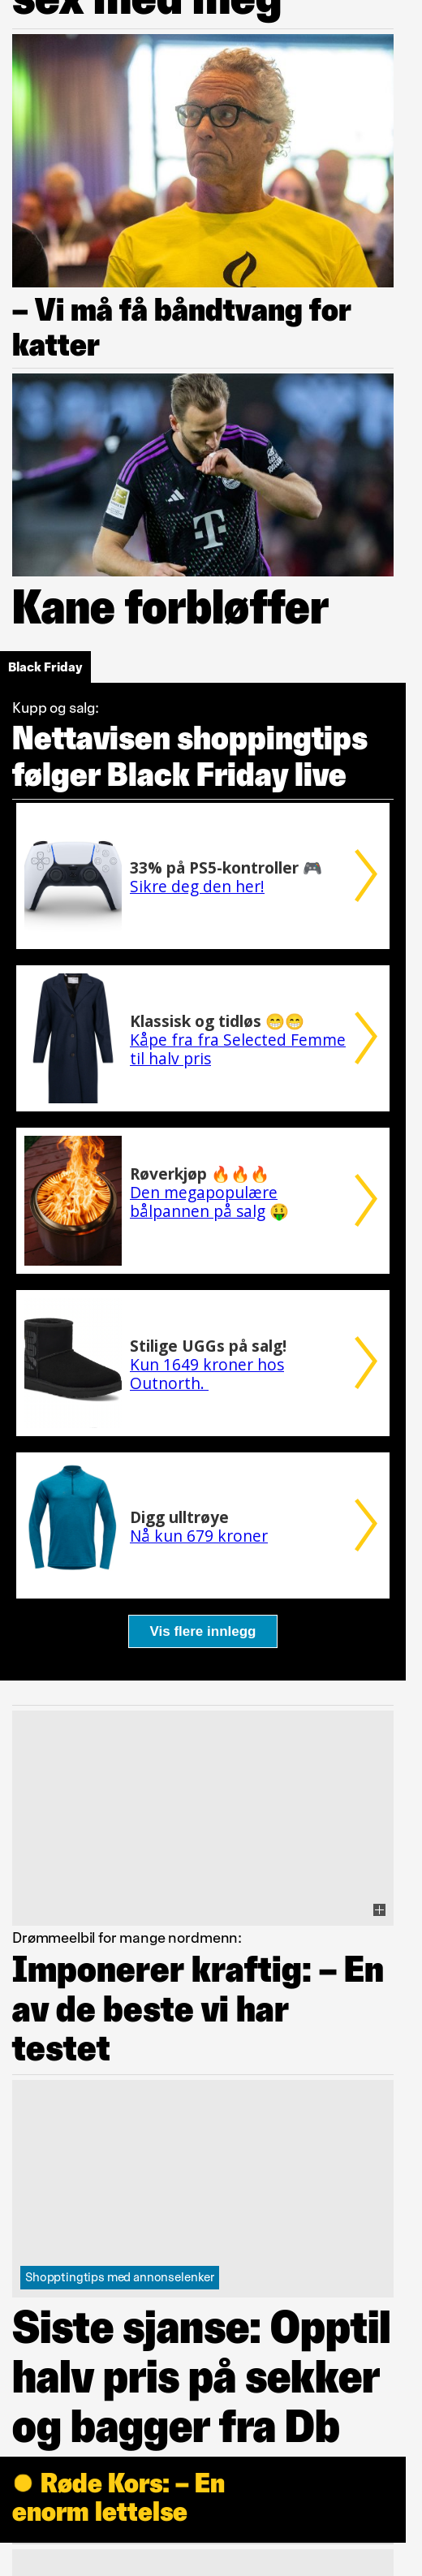 sex med meg
– Vi må få båndtvang for
katter
T
Kane forbløffer
Black Friday
Kupp og salg:
Nettavisen shoppingtips
følger Black Friday live
33% på PS5-kontroller 🎮
Sikre deg den her!
Klassisk og tidløs 😁😁
Kåpe fra fra Selected Femme
til halv pris
Røverkjøp 🔥🔥🔥
Den megapopulære
bålpannen på salg 🤑
UGG
Stilige UGGs på salg!
Kun 1649 kroner hos
Outnorth.
Digg ulltrøye
Nå kun 679 kroner
Vis flere innlegg
Drømmeelbil for mange nordmenn:
Imponerer kraftig: – En
av de beste vi har
testet
Shopptingtips med annonselenker
Siste sjanse: Opptil
halv pris på sekker
og bagger fra Db
Røde Kors: – En
enorm lettelse